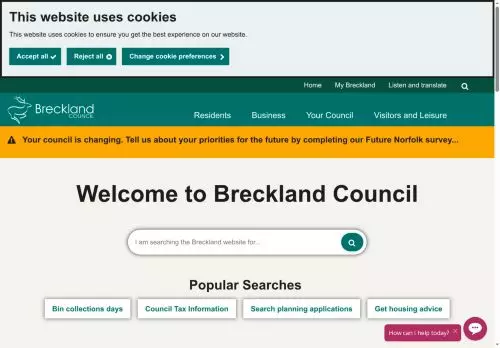 This website uses cookies
This website uses cookies to ensure you get the best experience on our website.
Accept all
Reject all
Change cookie preferences
Home
My Breckland
Listen and translate
Breckland
COUNCIL
Residents
Business
Your Council
Visitors and Leisure
Your council is changing. Tell us about your priorities for the future by completing our Future Norfolk survey...
Welcome to Breckland Council
I am searching the Breckland website for...
Popular Searches
Bin collections days
Council Tax Information
Search planning applications
Get housing advice
How can I help today?